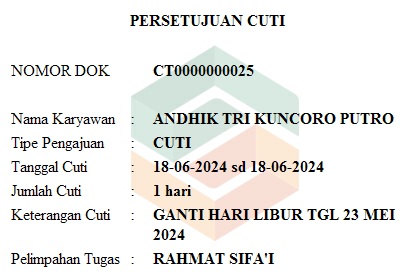 PERSETUJUAN CUTI
NOMOR DOK CT0000000025
Nama Karyawan : ANDHIK TRI KUNCORO PUTRO
Tipe Pengajuan : CUTI
Tanggal Cuti : 18-06-2024 sd 18-06-2024
Jumlah Cuti : 1 hari
Keterangan Cuti : GANTI HARI LIBUR TGL 23 MEI
2024
Pelimpahan Tugas : RAHMAT SIFA'I